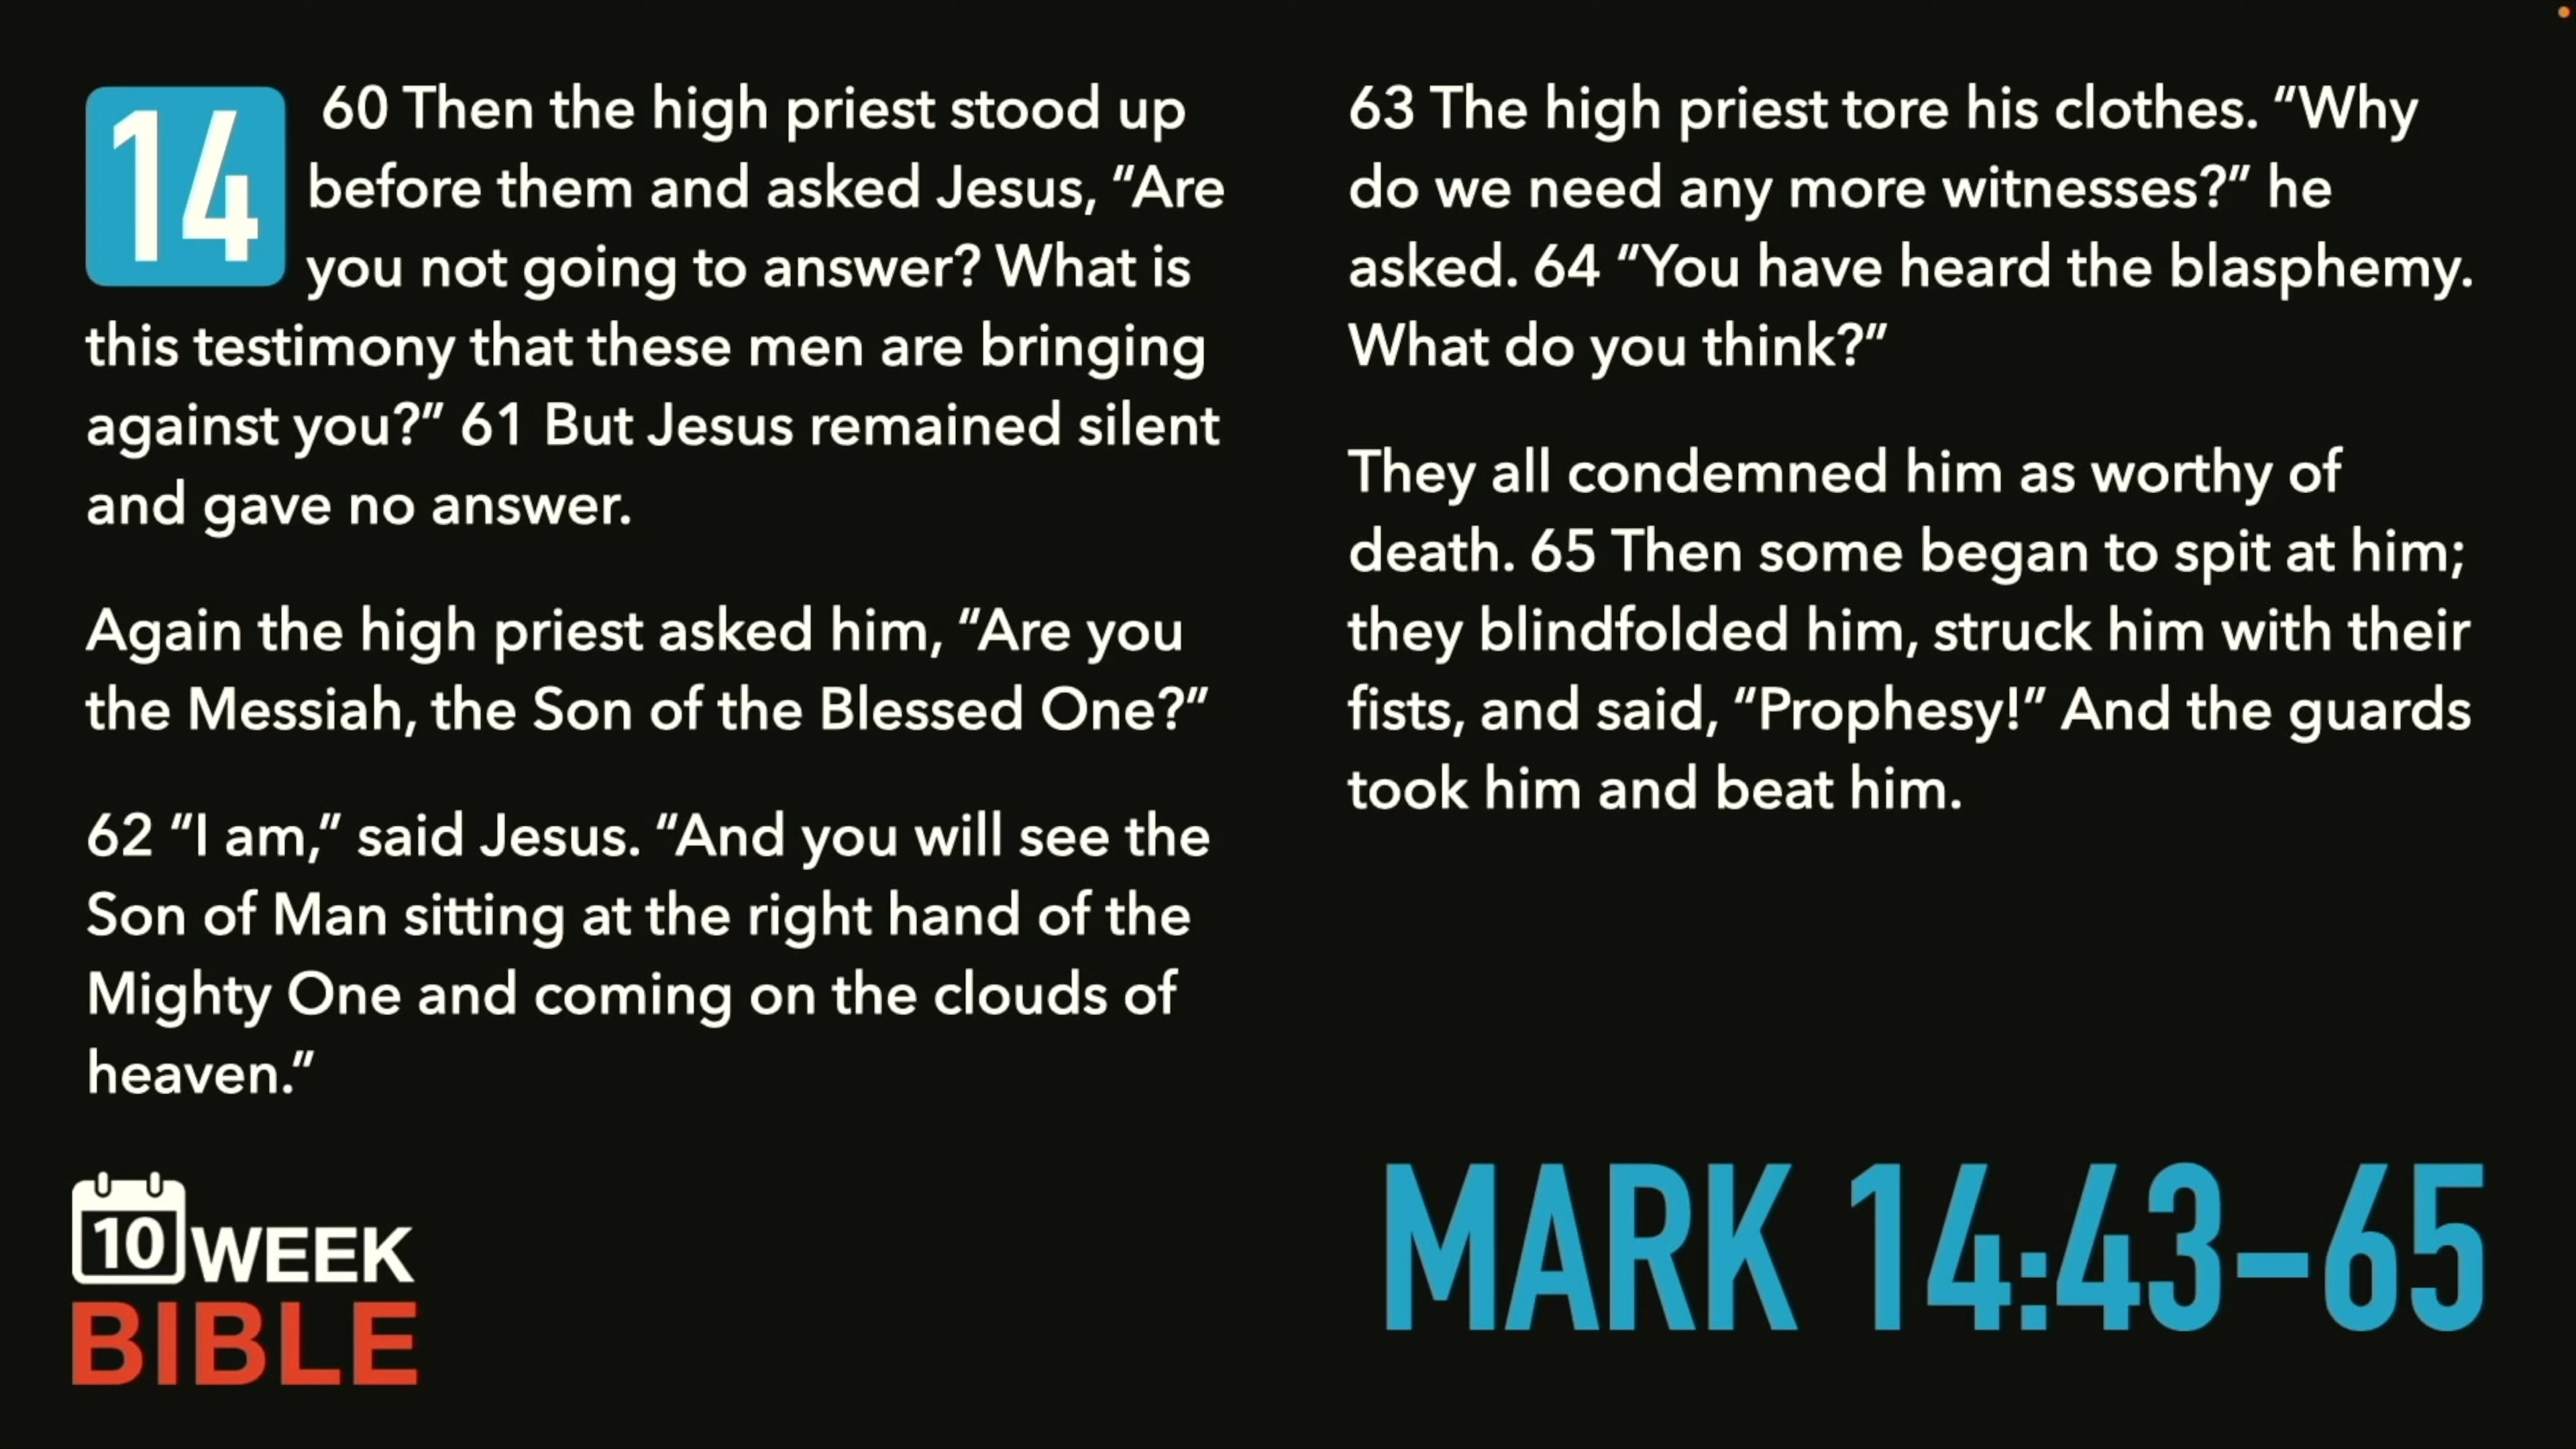 14
60 Then the high priest stood up
before them and asked Jesus, “Are
you not going to answer? What is
this testimony that these men are bringing
against you?” 61 But Jesus remained silent
and gave no answer.
Again the high priest asked him, “Are you
the Messiah, the Son of the Blessed One?”
62 “I am,” said Jesus. “And you will see the
Son of Man sitting at the right hand of the
Mighty One and coming on the clouds of
heaven.”
63 The high priest tore his clothes. “Why
do we need any more witnesses?” he
asked. 64 “You have heard the blasphemy.
What do you think?”
They all condemned him as worthy of
death. 65 Then some began to spit at him;
they blindfolded him, struck him with their
fists, and said, “Prophesy!” And the guards
took him and beat him.
10 WEEK
BIBLE
MARK 14:43–65